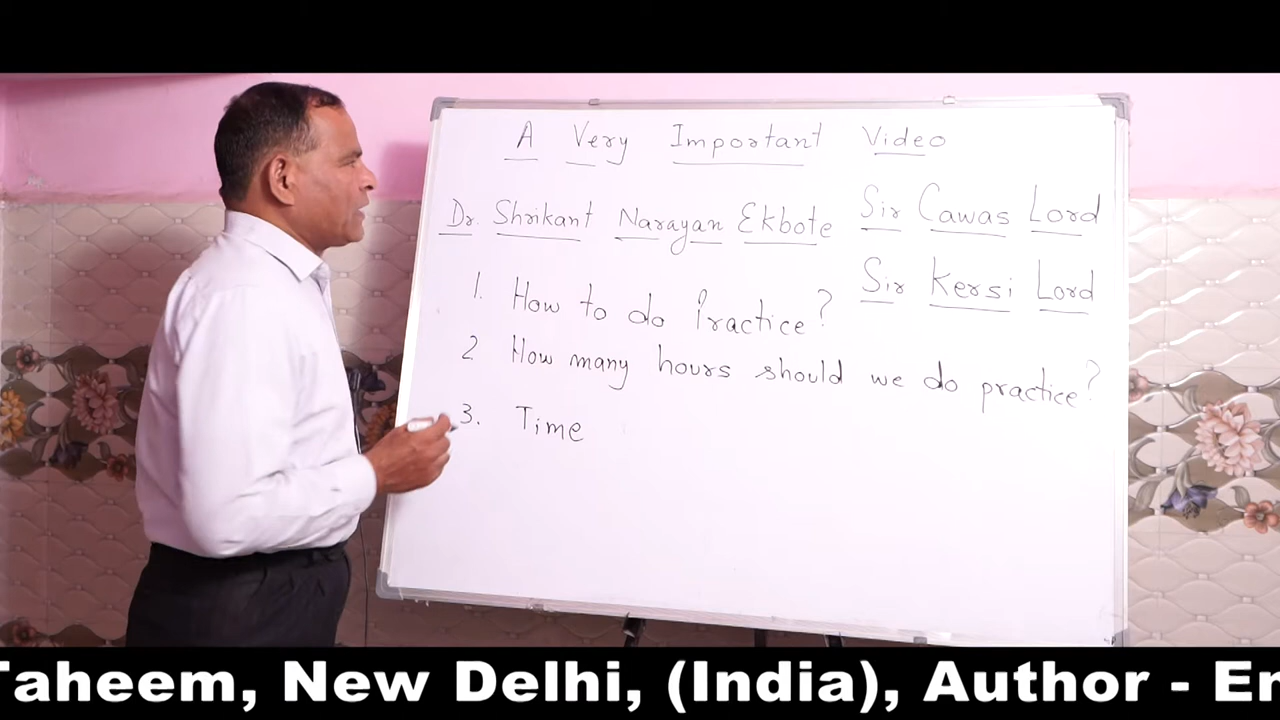 A Very Important Video
Dr. Shrikant Narayan Ekbote
Sir Cawas Lord
Sir Kersi Lord
1. How to do Practice?
2. How many hours should we do practice?
3. Time
Taheem, New Delhi, (India), Author - En